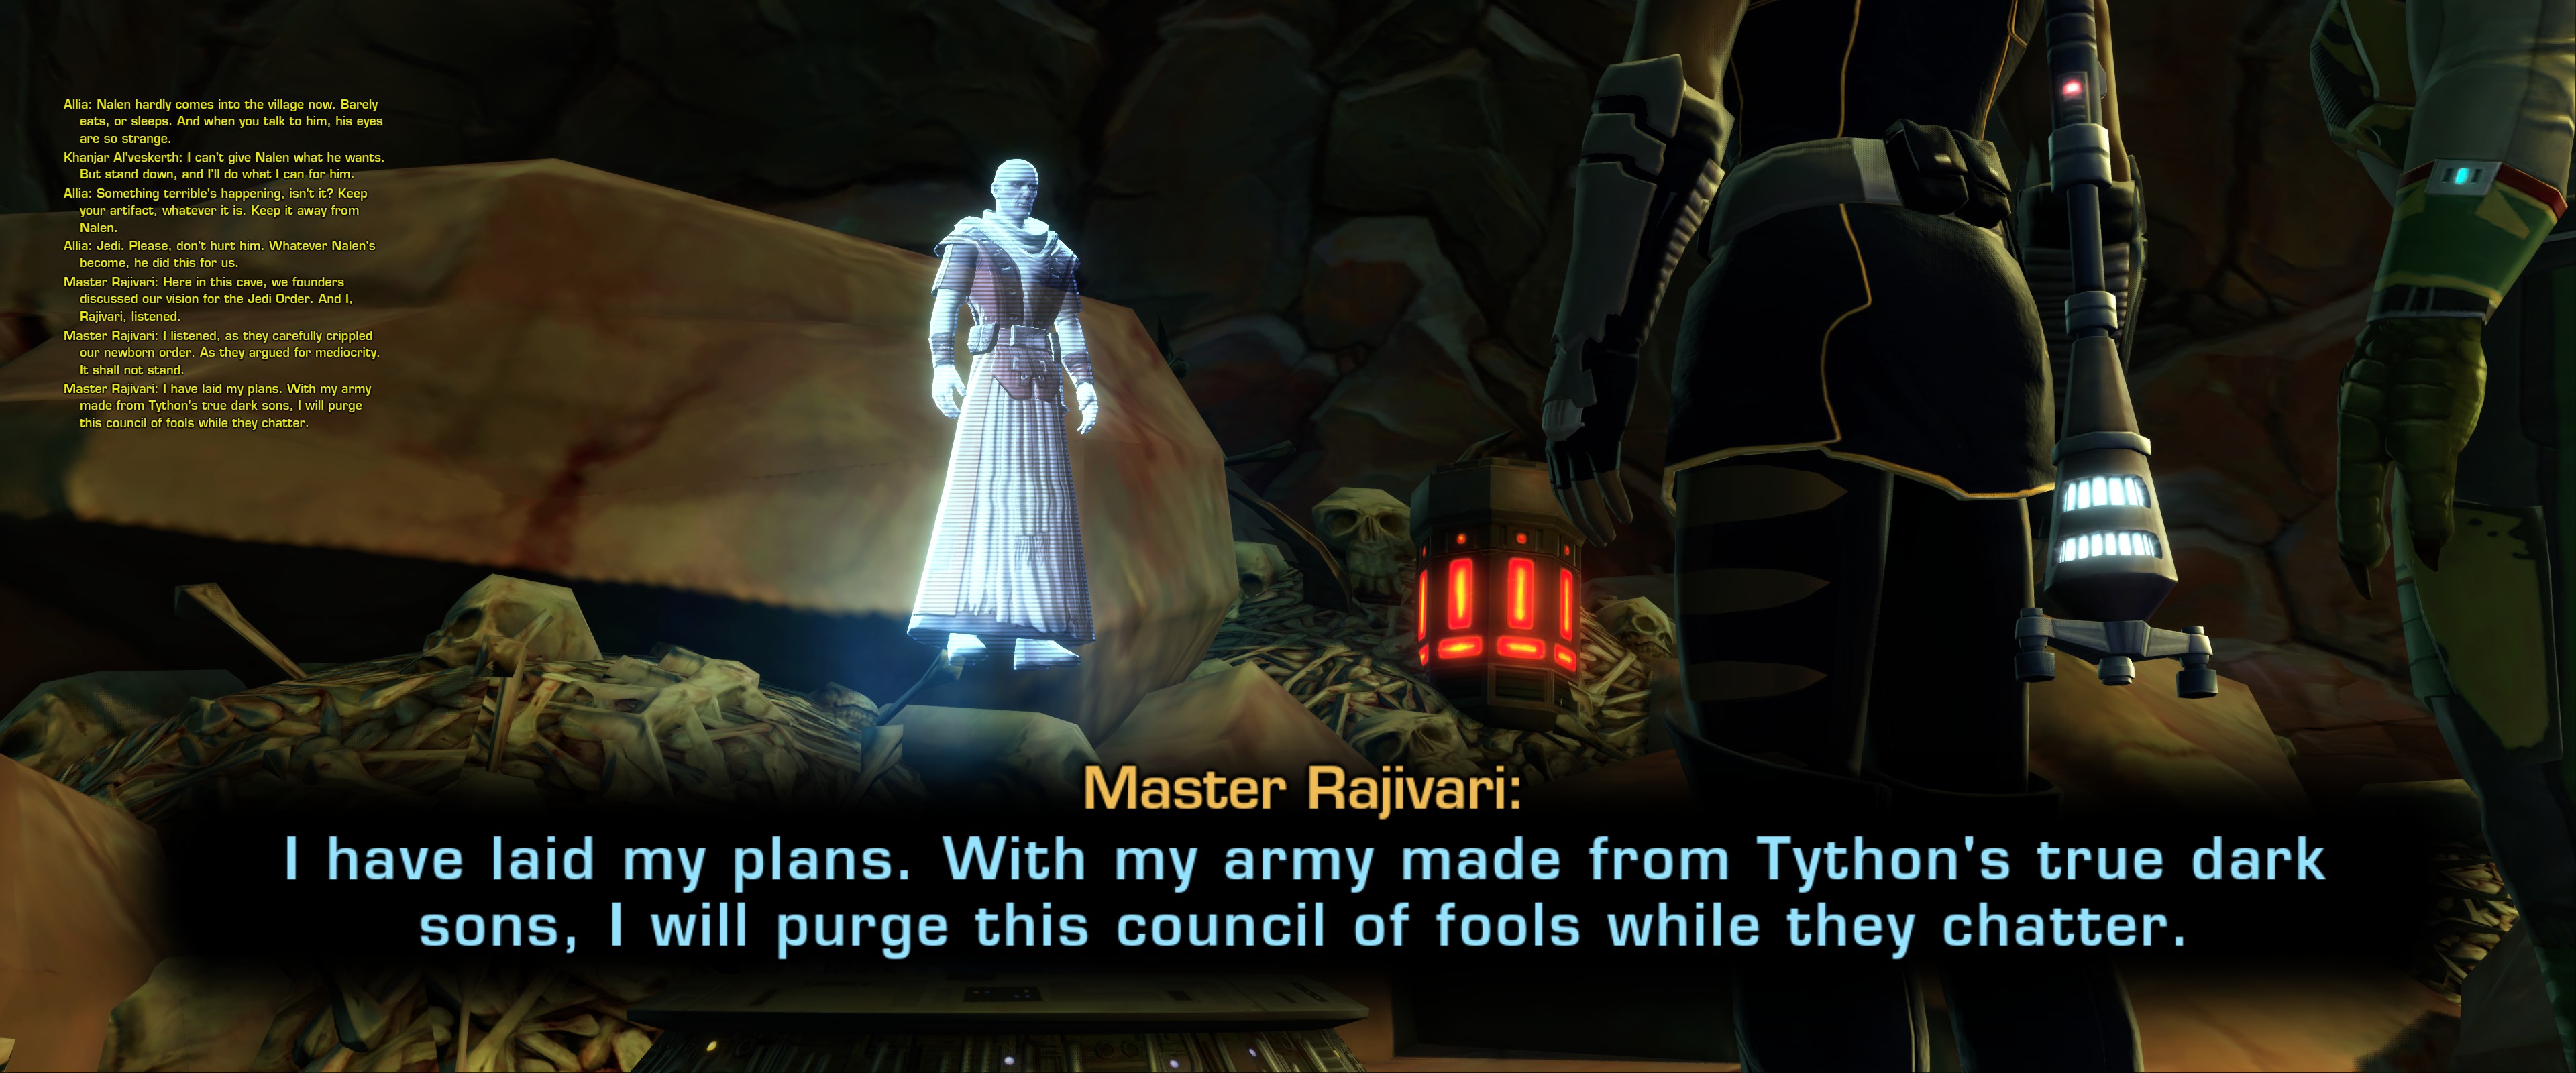 Allia: Nalen hardly comes into the village now. Barely
eats, or sleeps. And when you talk to him, his eyes
are so strange.
Khanjar Al'veskerth: I can't give Nalen what he wants.
But stand down, and I'll do what I can for him.
Allia: Something terrible's happening, isn't it? Keep
your artifact, whatever it is. Keep it away from
Nalen.
Allia: Jedi. Please, don't hurt him. Whatever Nalen's
become, he did this for us.
Master Rajivari: Here in this cave, we founders
discussed our vision for the Jedi Order. And I,
Rajivari, listened.
Master Rajivari: I listened, as they carefully crippled
our newborn order. As they argued for mediocrity.
It shall not stand.
Master Rajivari: I have laid my plans. With my army
made from Tython's true dark sons, I will purge
this council of fools while they chatter.
Master Rajivari:
I have laid my plans. With my army made from Tython's true dark
sons, I will purge this council of fools while they chatter.